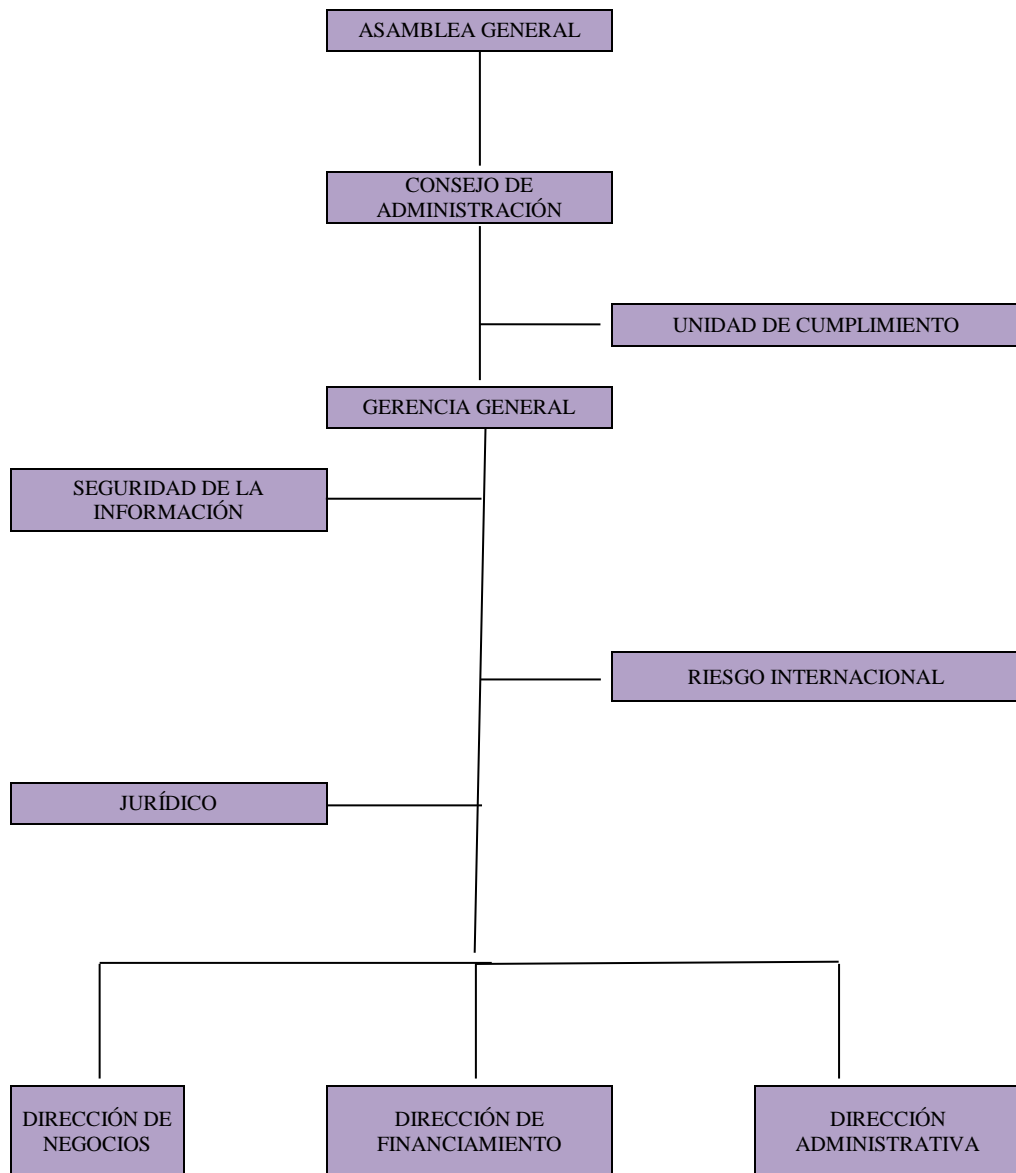 ASAMBLEA GENERAL
CONSEJO DE
ADMINISTRACIÓN
UNIDAD DE CUMPLIMIENTO
GERENCIA GENERAL
SEGURIDAD DE LA
INFORMACIÓN
RIESGO INTERNACIONAL
JURÍDICO
DIRECCIÓN DE
NEGOCIOS
DIRECCIÓN DE
FINANCIAMIENTO
DIRECCIÓN
ADMINISTRATIVA